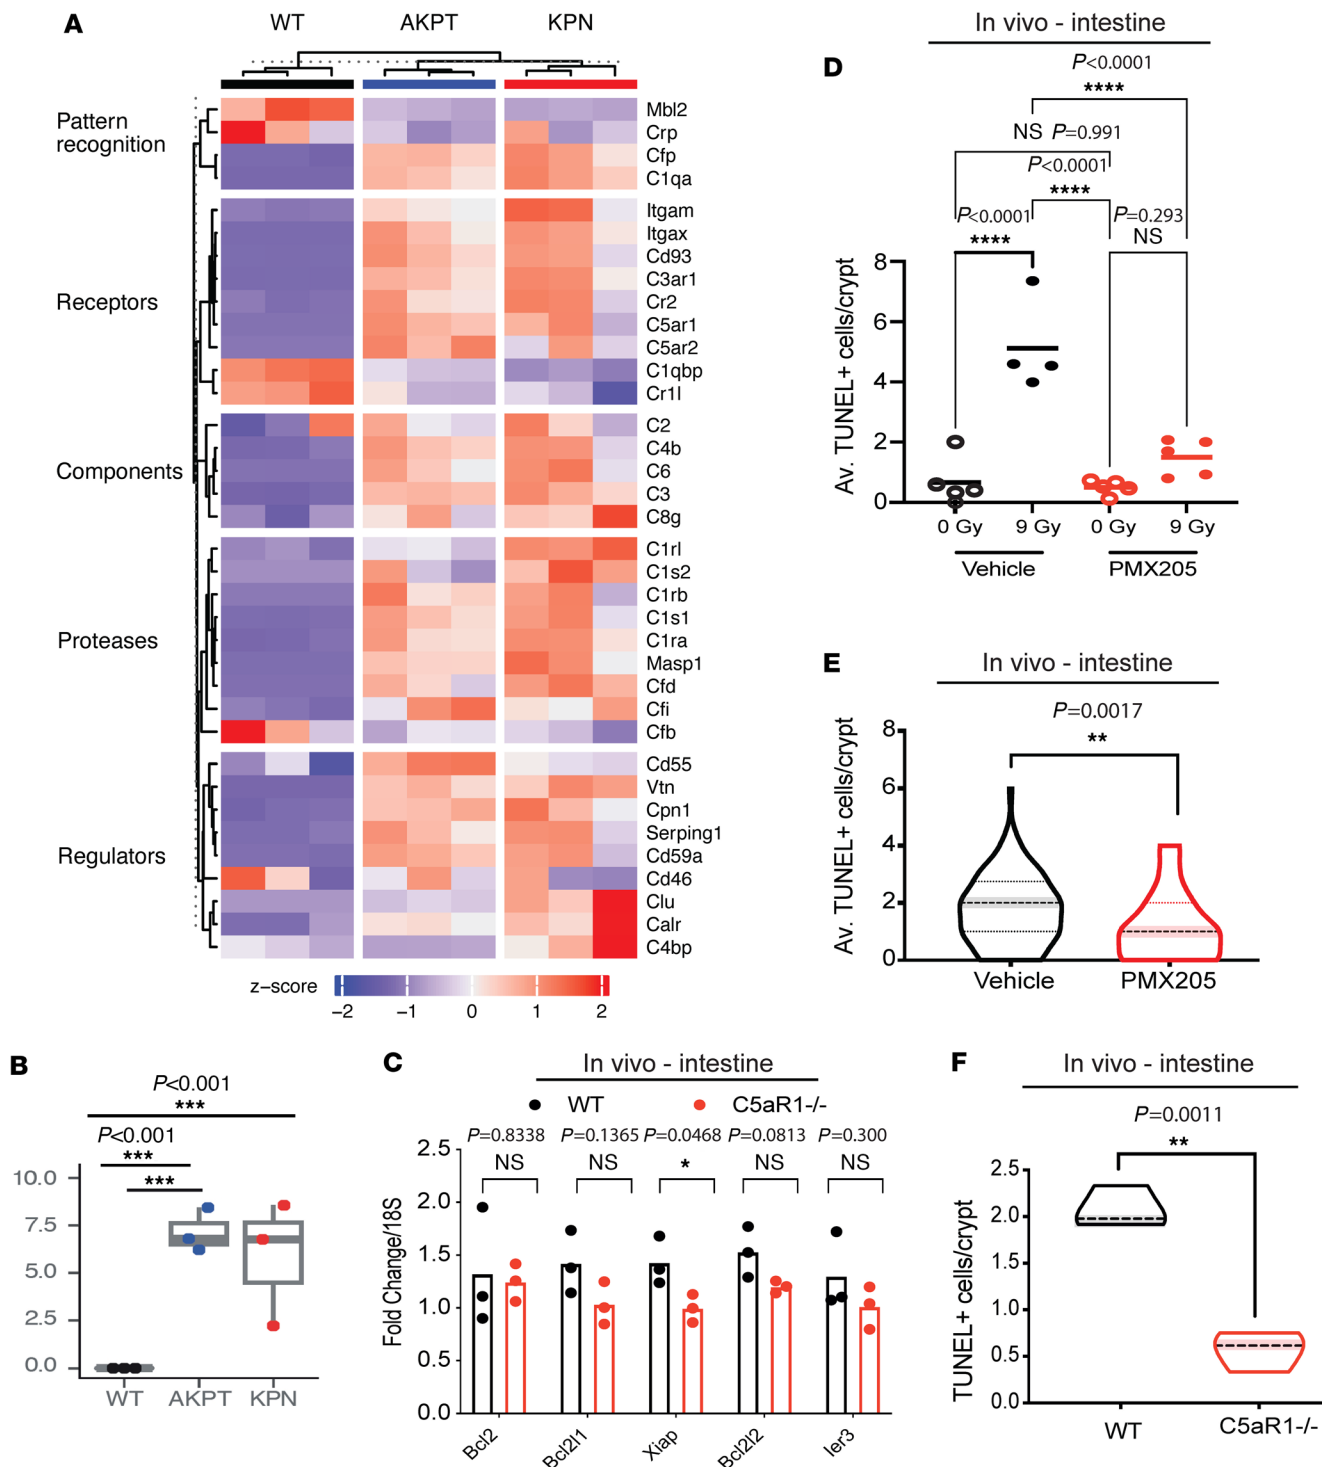 A
WT
AKPT
KPN
Pattern
recognition
Mbl2
Crp
Cfp
C1qa
Receptors
Itgam
Itgax
Cd93
C3ar1
Cr2
C5ar1
C5ar2
C1qbp
Cr1l
Components
C2
C4b
C6
C3
C8g
Proteases
C1rl
C1s2
C1rb
C1s1
C1ra
Masp1
Cfd
Cfi
Cfb
Regulators
Cd55
Vtn
Cpn1
Serping1
Cd59a
Cd46
Clu
Calr
C4bp
z–score
−2 −1 0 1 2
B
P<0.001
***
P<0.001
***
***
10.0
7.5
5.0
2.5
0.0
WT AKPT KPN
C
In vivo - intestine
WT C5aR1-/-
P=0.8338 P=0.1365 P=0.0468 P=0.0813 P=0.300
NS NS * NS NS
Fold Change/18S
2.5
2.0
1.5
1.0
0.5
0.0
Bcl2 Bcl2l1 Xiap Bcl2l2 Ier3
D
In vivo - intestine
P<0.0001
****
NS P=0.991
P<0.0001
****
P<0.0001
****
P=0.293
NS
Av. TUNEL+ cells/crypt
8
6
4
2
0
0 Gy 9 Gy 0 Gy 9 Gy
Vehicle PMX205
E
In vivo - intestine
P=0.0017
**
Av. TUNEL+ cells/crypt
8
6
4
2
0
Vehicle PMX205
F
In vivo - intestine
P=0.0011
**
TUNEL+ cells/crypt
2.5
2.0
1.5
1.0
0.5
0.0
WT C5aR1-/-